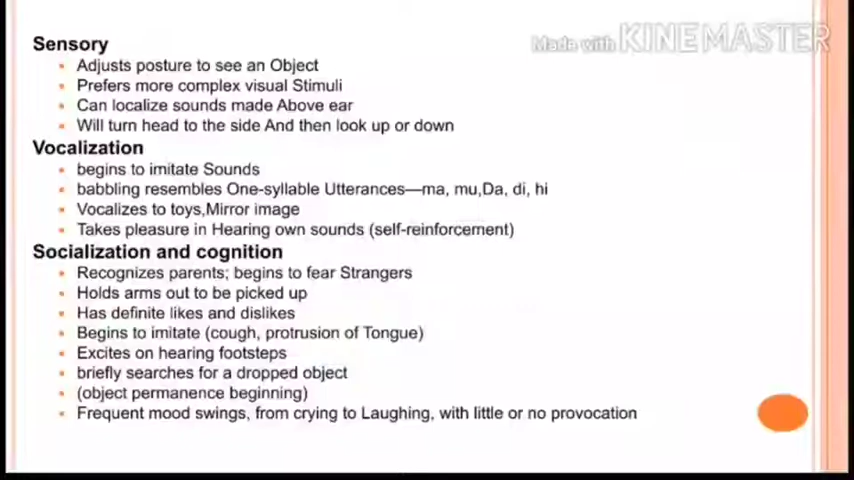 Made with KINEMASTER
Sensory
Adjusts posture to see an Object
Prefers more complex visual Stimuli
Can localize sounds made Above ear
Will turn head to the side And then look up or down
Vocalization
begins to imitate Sounds
babbling resembles One-syllable Utterances—ma, mu,Da, di, hi
Vocalizes to toys,Mirror image
Takes pleasure in Hearing own sounds (self-reinforcement)
Socialization and cognition
Recognizes parents; begins to fear Strangers
Holds arms out to be picked up
Has definite likes and dislikes
Begins to imitate (cough, protrusion of Tongue)
Excites on hearing footsteps
briefly searches for a dropped object
(object permanence beginning)
Frequent mood swings, from crying to Laughing, with little or no provocation